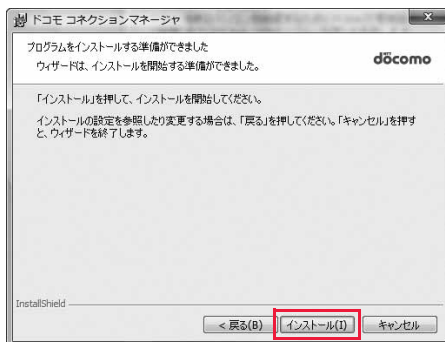 ドコモ コネクションマネージャ
プログラムをインストールする準備ができました
ウィザードは、インストールを開始する準備ができました。
döcomo
「インストール」を押して、インストールを開始してください。
インストールの設定を参照したり変更する場合は、「戻る」を押してください。「キャンセル」を押す
と、ウィザードを終了します。
InstallShield
< 戻る(B)
インストール(I)
キャンセル